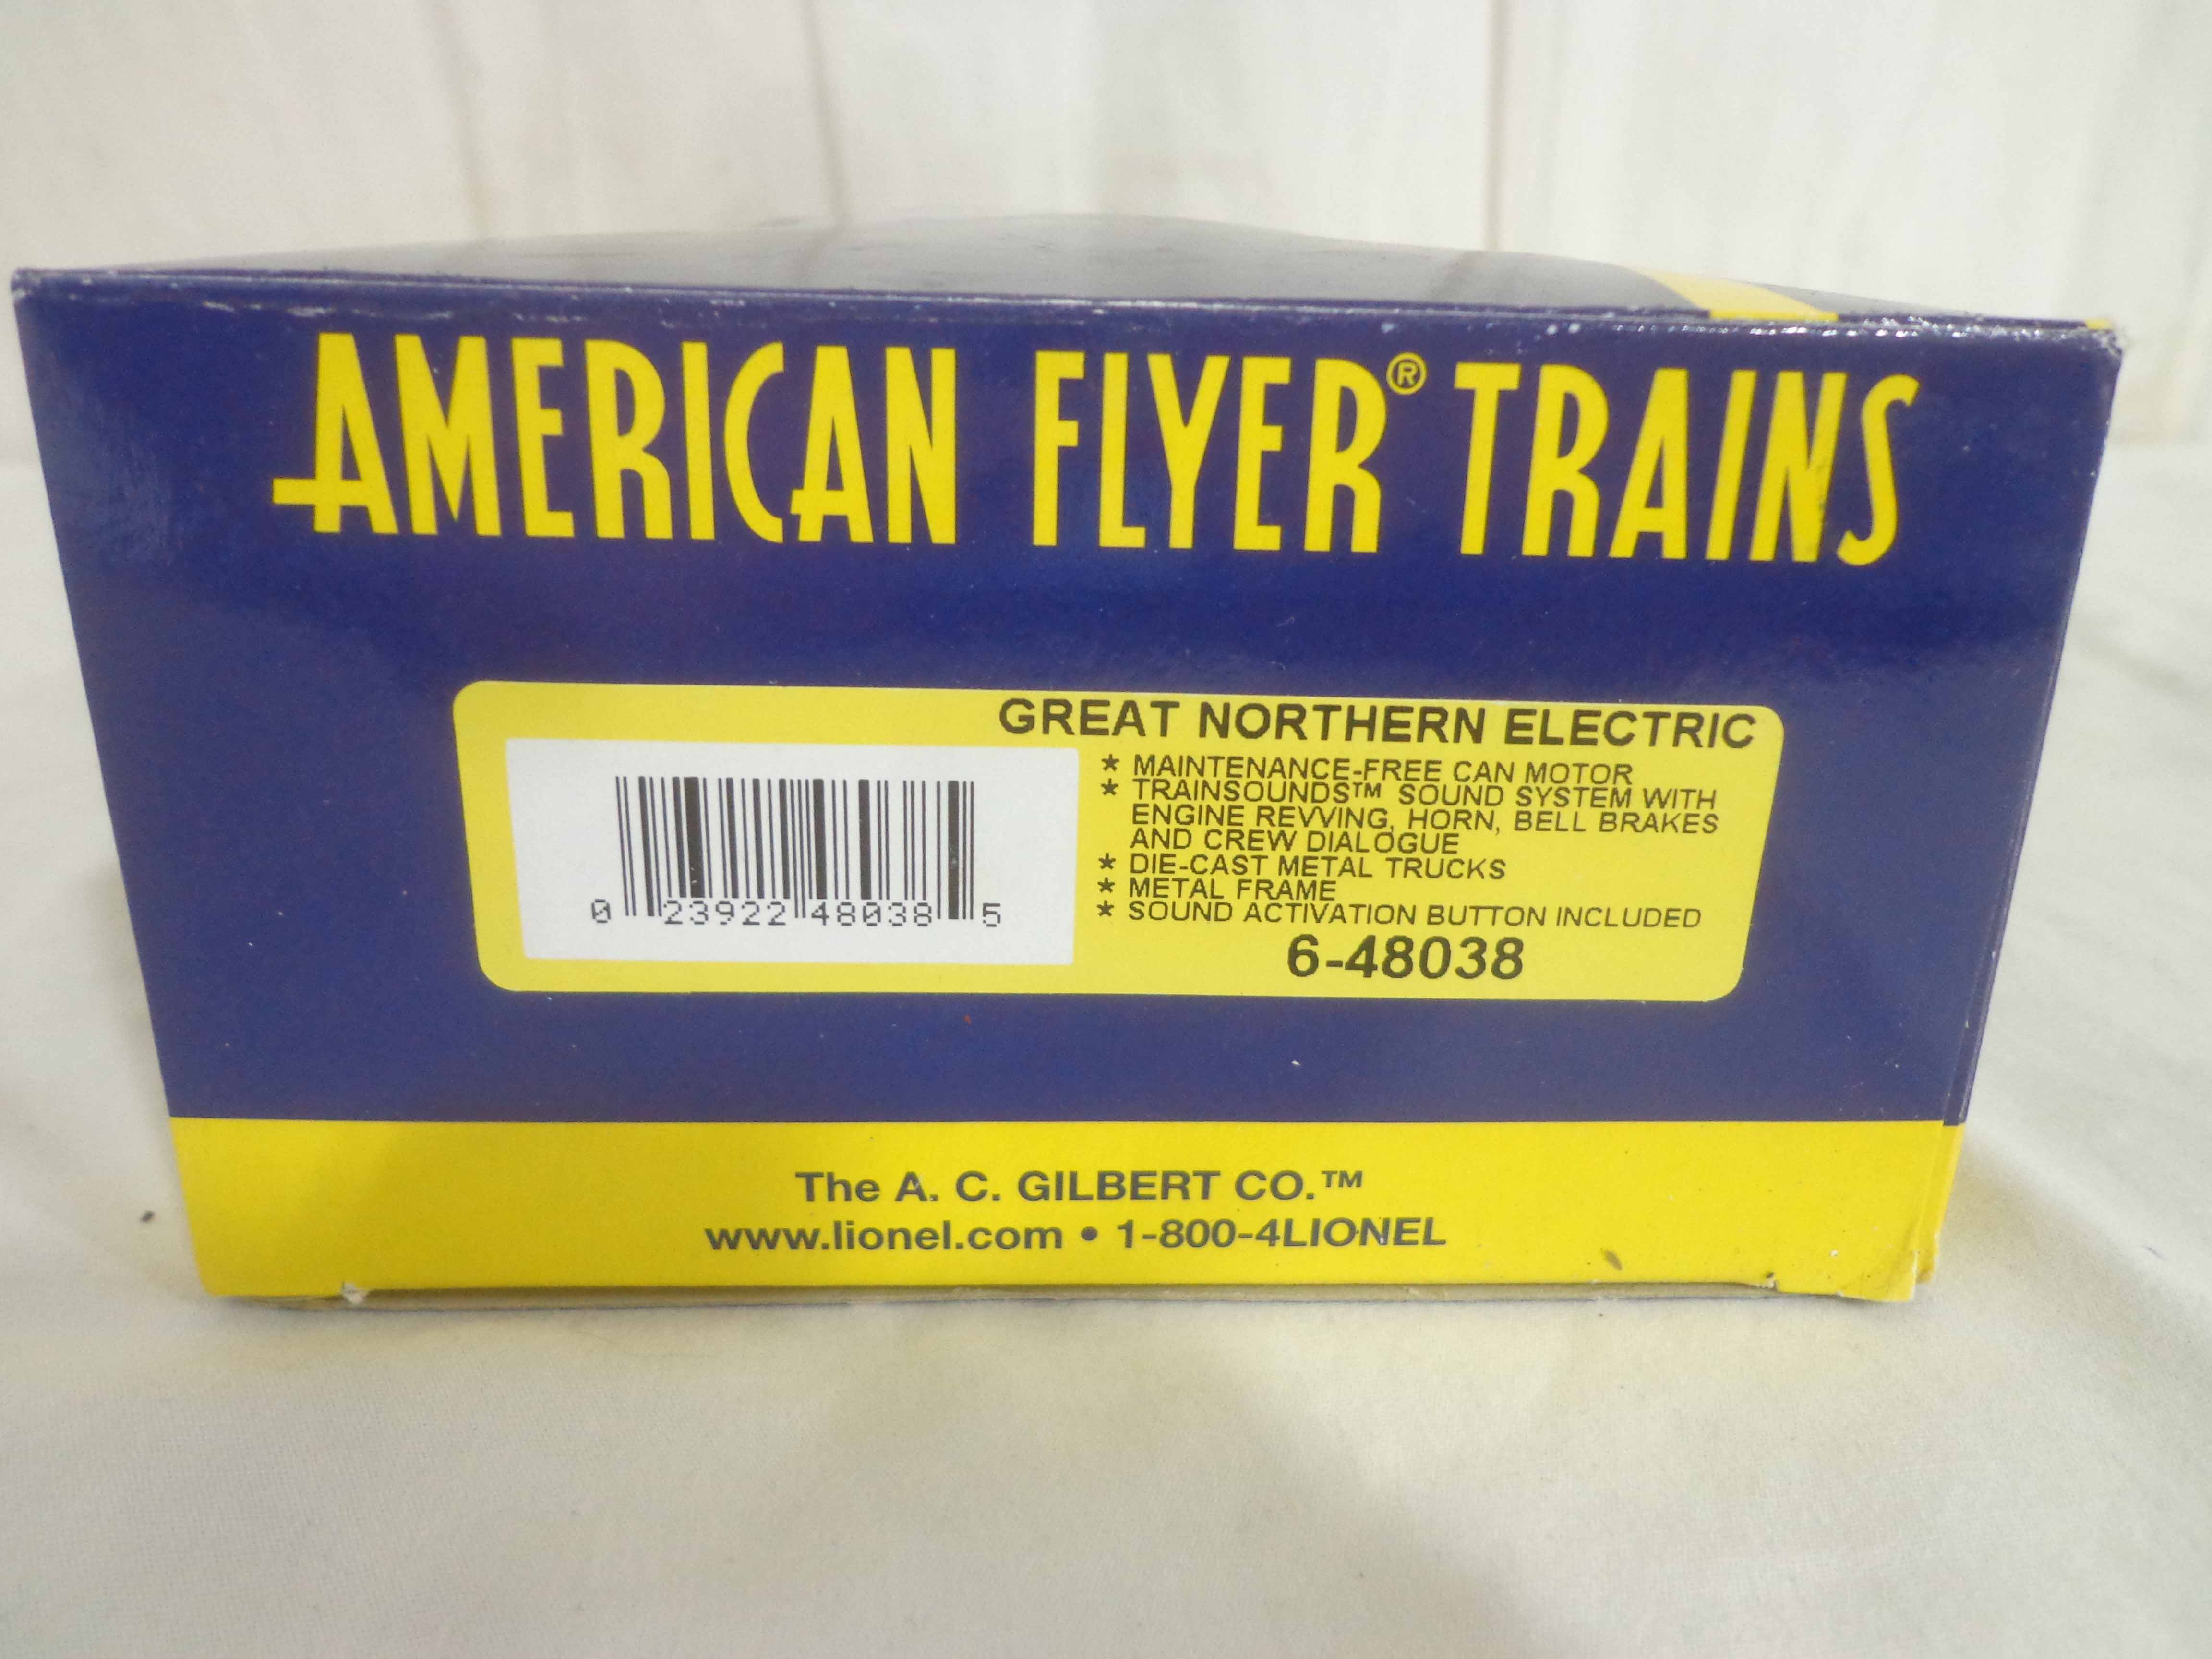 AMERICAN FLYER® TRAINS
GREAT NORTHERN ELECTRIC
* MAINTENANCE-FREE CAN MOTOR
* TRAINSOUNDS™ SOUND SYSTEM WITH
ENGINE REVVING, HORN, BELL BRAKES
AND CREW DIALOGUE
* DIE-CAST METAL TRUCKS
* METAL FRAME
* SOUND ACTIVATION BUTTON INCLUDED
6-48038
0 23922 48038 5
The A. C. GILBERT CO.™
www.lionel.com • 1-800-4LIONEL